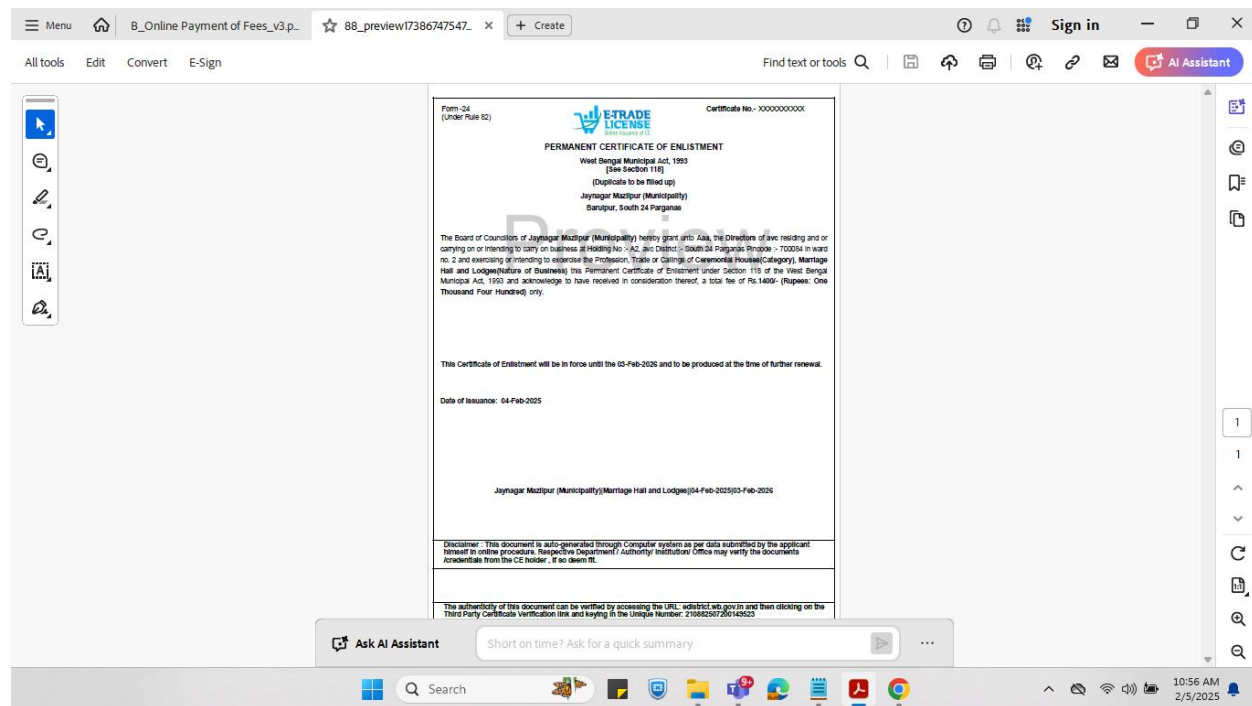 Menu
B_Online Payment of Fees_v3.p...
88_preview17386747547...
+ Create
Sign in
All tools
Edit
Convert
E-Sign
Find text or tools
AI Assistant
Form -24
(Under Rule 82)
E-TRADE
LICENSE
Online Issuance of CE
Certificate No.- XXXXXXXXXX
PERMANENT CERTIFICATE OF ENLISTMENT
West Bengal Municipal Act, 1993
[See Section 118]
(Duplicate to be filled up)
Jaynagar Mazilpur (Municipality)
Baruipur, South 24 Parganas
Preview
The Board of Councillors of Jaynagar Mazilpur (Municipality) hereby grant unto Aaa, the Directors of avc residing and or
carrying on or intending to carry on business at Holding No :- A2, avc District :- South 24 Parganas Pincode :- 700084 in ward
no. 2 and exercising or intending to excercise the Profession, Trade or Callings of Ceremonial Houses(Category), Marriage
Hall and Lodges(Nature of Business) this Permanent Certificate of Enlistment under Section 118 of the West Bengal
Municipal Act, 1993 and acknowledge to have received in consideration thereof, a total fee of Rs.1400/- (Rupees: One
Thousand Four Hundred) only.
This Certificate of Enlistment will be in force until the 03-Feb-2026 and to be produced at the time of further renewal.
Date of Issuance: 04-Feb-2025
Jaynagar Mazilpur (Municipality)|Marriage Hall and Lodges||04-Feb-2025|03-Feb-2026
Disclaimer : This document is auto-generated through Computer system as per data submitted by the applicant
himself in online procedure. Respective Department / Authority/ Institution/ Office may verify the documents
/credentials from the CE holder , if so deem fit.
The authenticity of this document can be verified by accessing the URL: edistrict.wb.gov.in and then clicking on the
Third Party Certificate Verification link and keying in the Unique Number: 210882507200149523
1
1
Ask AI Assistant
Short on time? Ask for a quick summary
Search
9+
10:56 AM
2/5/2025